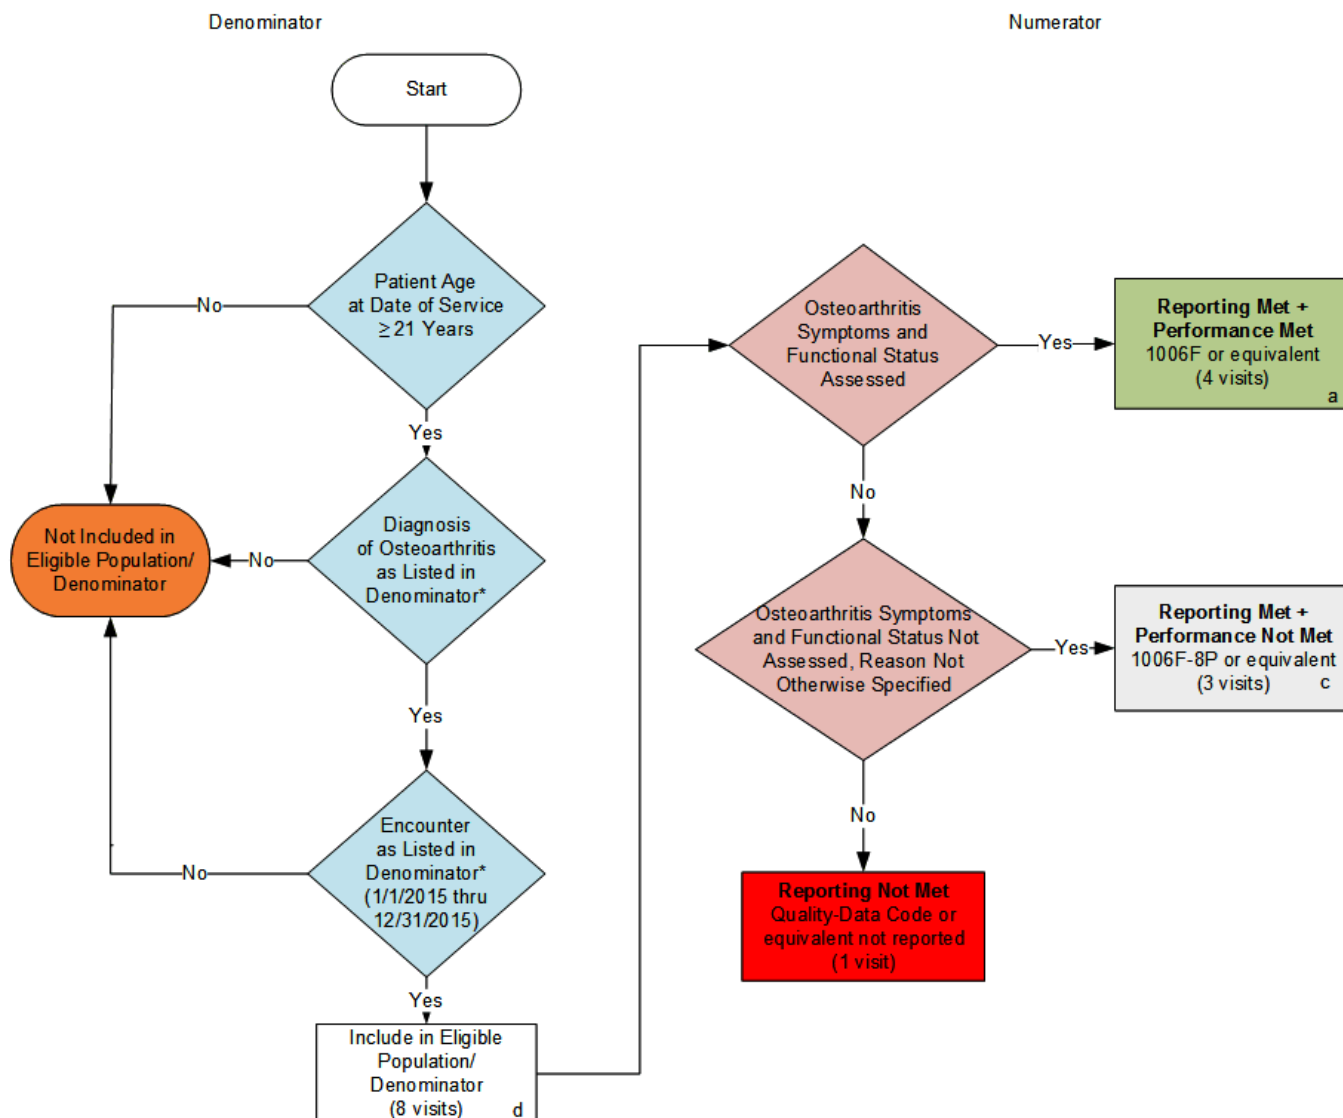 Denominator
Numerator
Start
Patient Age
at Date of Service
≥ 21 Years
No
Yes
Diagnosis
of Osteoarthritis
as Listed in
Denominator*
No
Not Included in
Eligible Population/
Denominator
Yes
Encounter
as Listed in
Denominator*
(1/1/2015 thru
12/31/2015)
No
Yes
Include in Eligible
Population/
Denominator
(8 visits) d
Osteoarthritis
Symptoms and
Functional Status
Assessed
Yes
Reporting Met +
Performance Met
1006F or equivalent
(4 visits)
a
No
Osteoarthritis Symptoms
and Functional Status Not
Assessed, Reason Not
Otherwise Specified
Yes
Reporting Met +
Performance Not Met
1006F-8P or equivalent
(3 visits) c
No
Reporting Not Met
Quality-Data Code or
equivalent not reported
(1 visit)